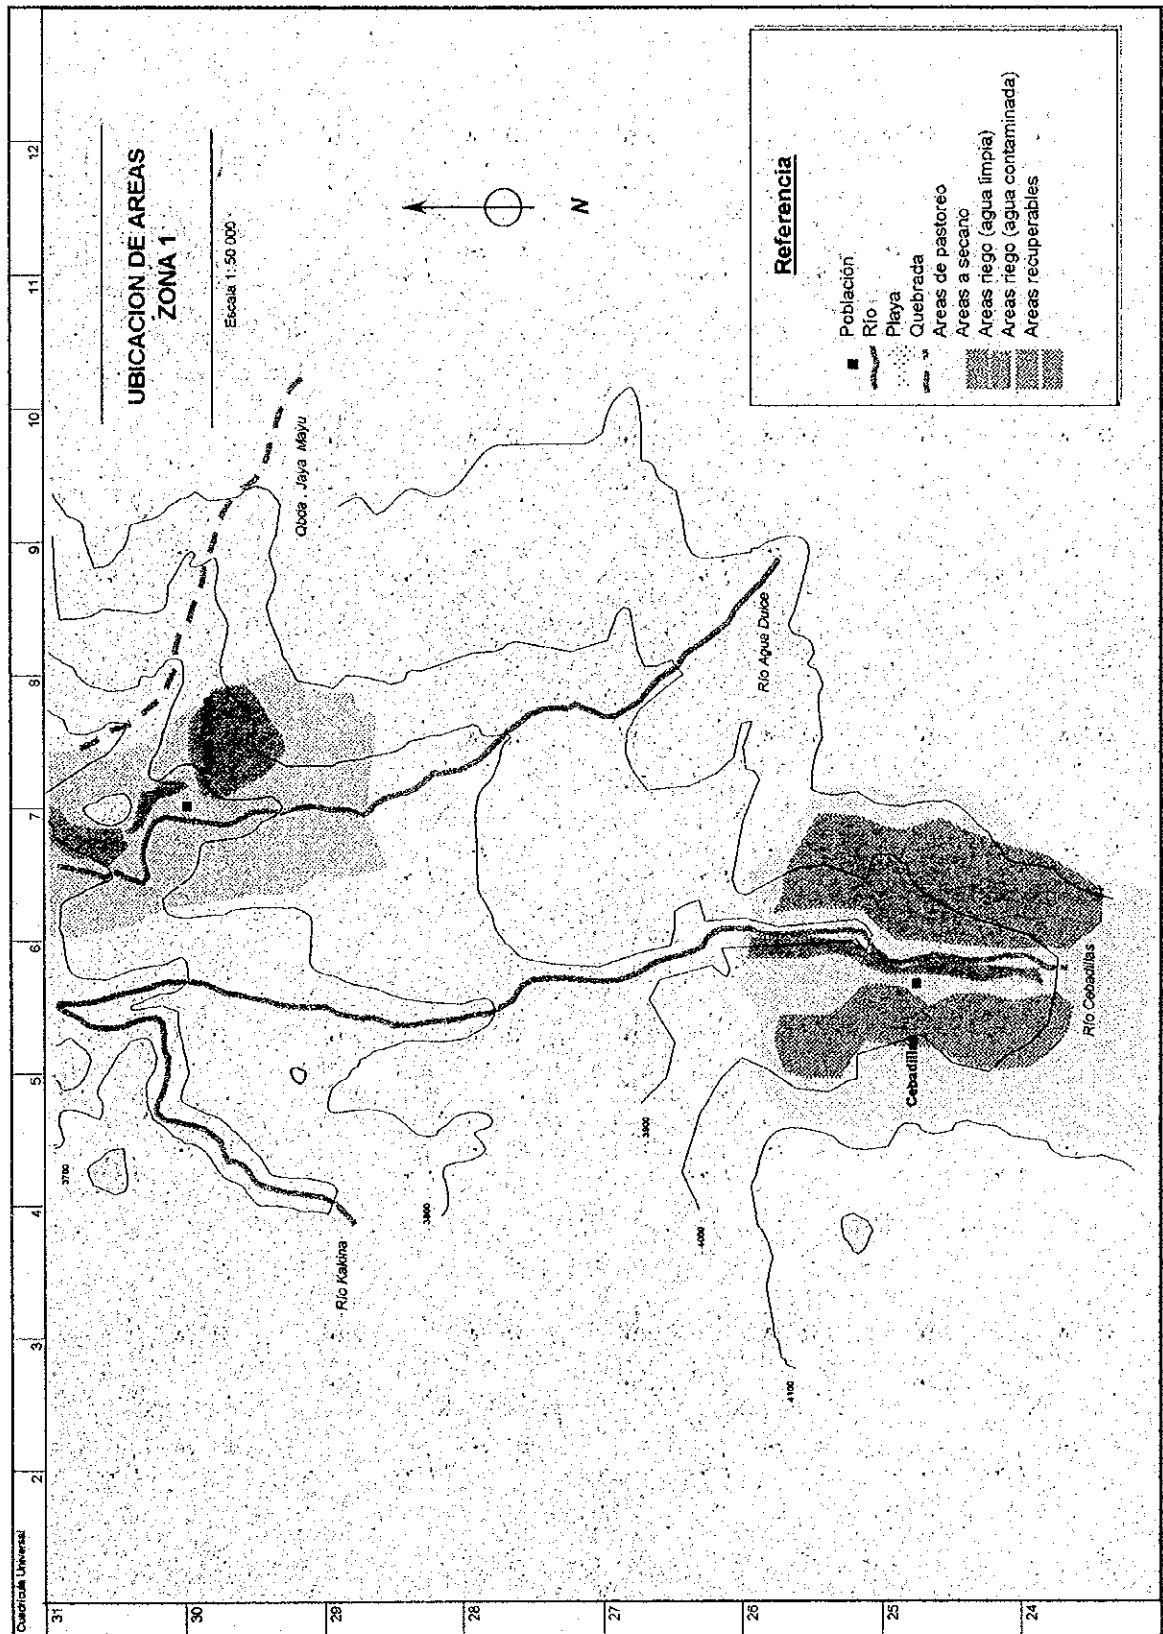 Cuadrícula Universal
UBICACION DE AREAS
ZONA 1
Escala 1:50 000
N
Referencia
Población
Río
Playa
Quebrada
Areas de pastoreo
Areas a secano
Areas riego (agua limpia)
Areas riego (agua contaminada)
Areas recuperables
2
3
4
5
6
7
8
9
10
11
12
31
30
29
28
27
26
25
24
3700
3800
3900
4000
4100
Río Kakina
Qbda. Jaya Mayu
Río Agua Dulce
Cebadillas
Río Cebadillas